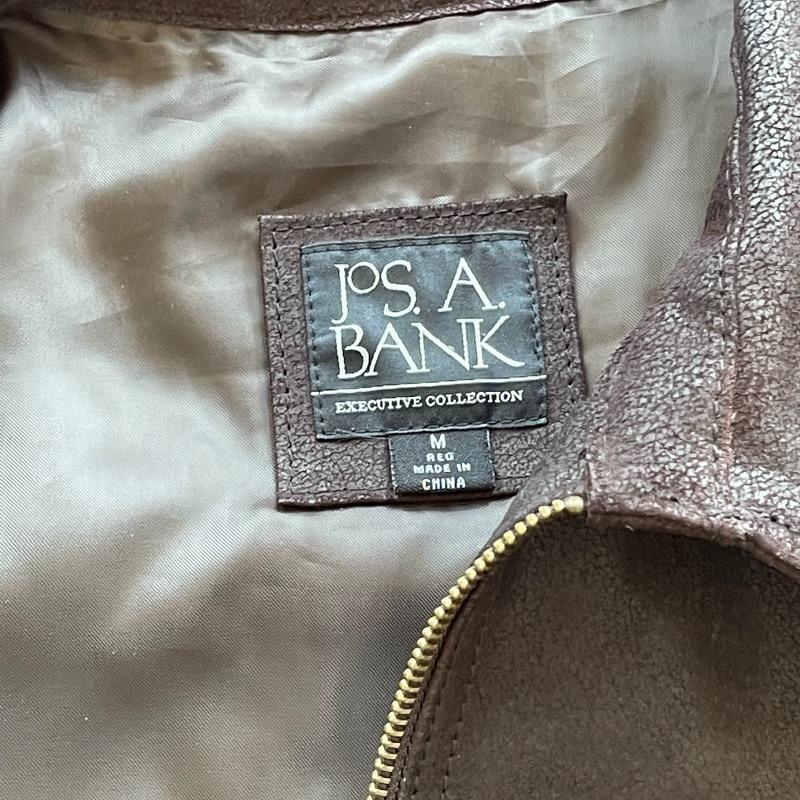 JOS. A.
BANK
EXECUTIVE COLLECTION
M
REG
MADE IN
CHINA